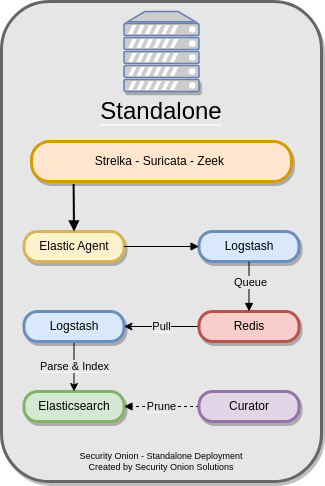 Standalone
Strelka - Suricata - Zeek
Elastic Agent
Logstash
Queue
Logstash
Pull
Redis
Parse & Index
Elasticsearch
Prune
Curator
Security Onion - Standalone Deployment
Created by Security Onion Solutions